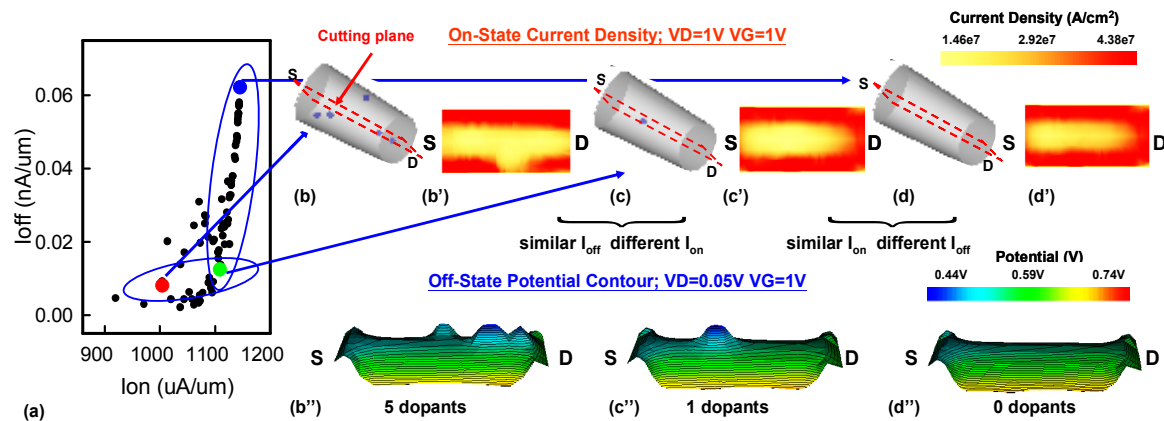 On-State Current Density; VD=1V VG=1V
Current Density (A/cm²)
1.46e7 2.92e7 4.38e7
Cutting plane
S
D
(b)
S D
(b')
S
D
(c)
S D
(c')
S
D
(d)
S D
(d')
Ioff (nA/um)
0.06
0.04
0.02
0.00
900 1000 1100 1200
Ion (uA/um)
(a)
similar Ioff different Ion
similar Ion different Ioff
Off-State Potential Contour; VD=0.05V VG=1V
Potential (V)
0.44V 0.59V 0.74V
S D
(b'') 5 dopants
S D
(c'') 1 dopants
S D
(d'') 0 dopants